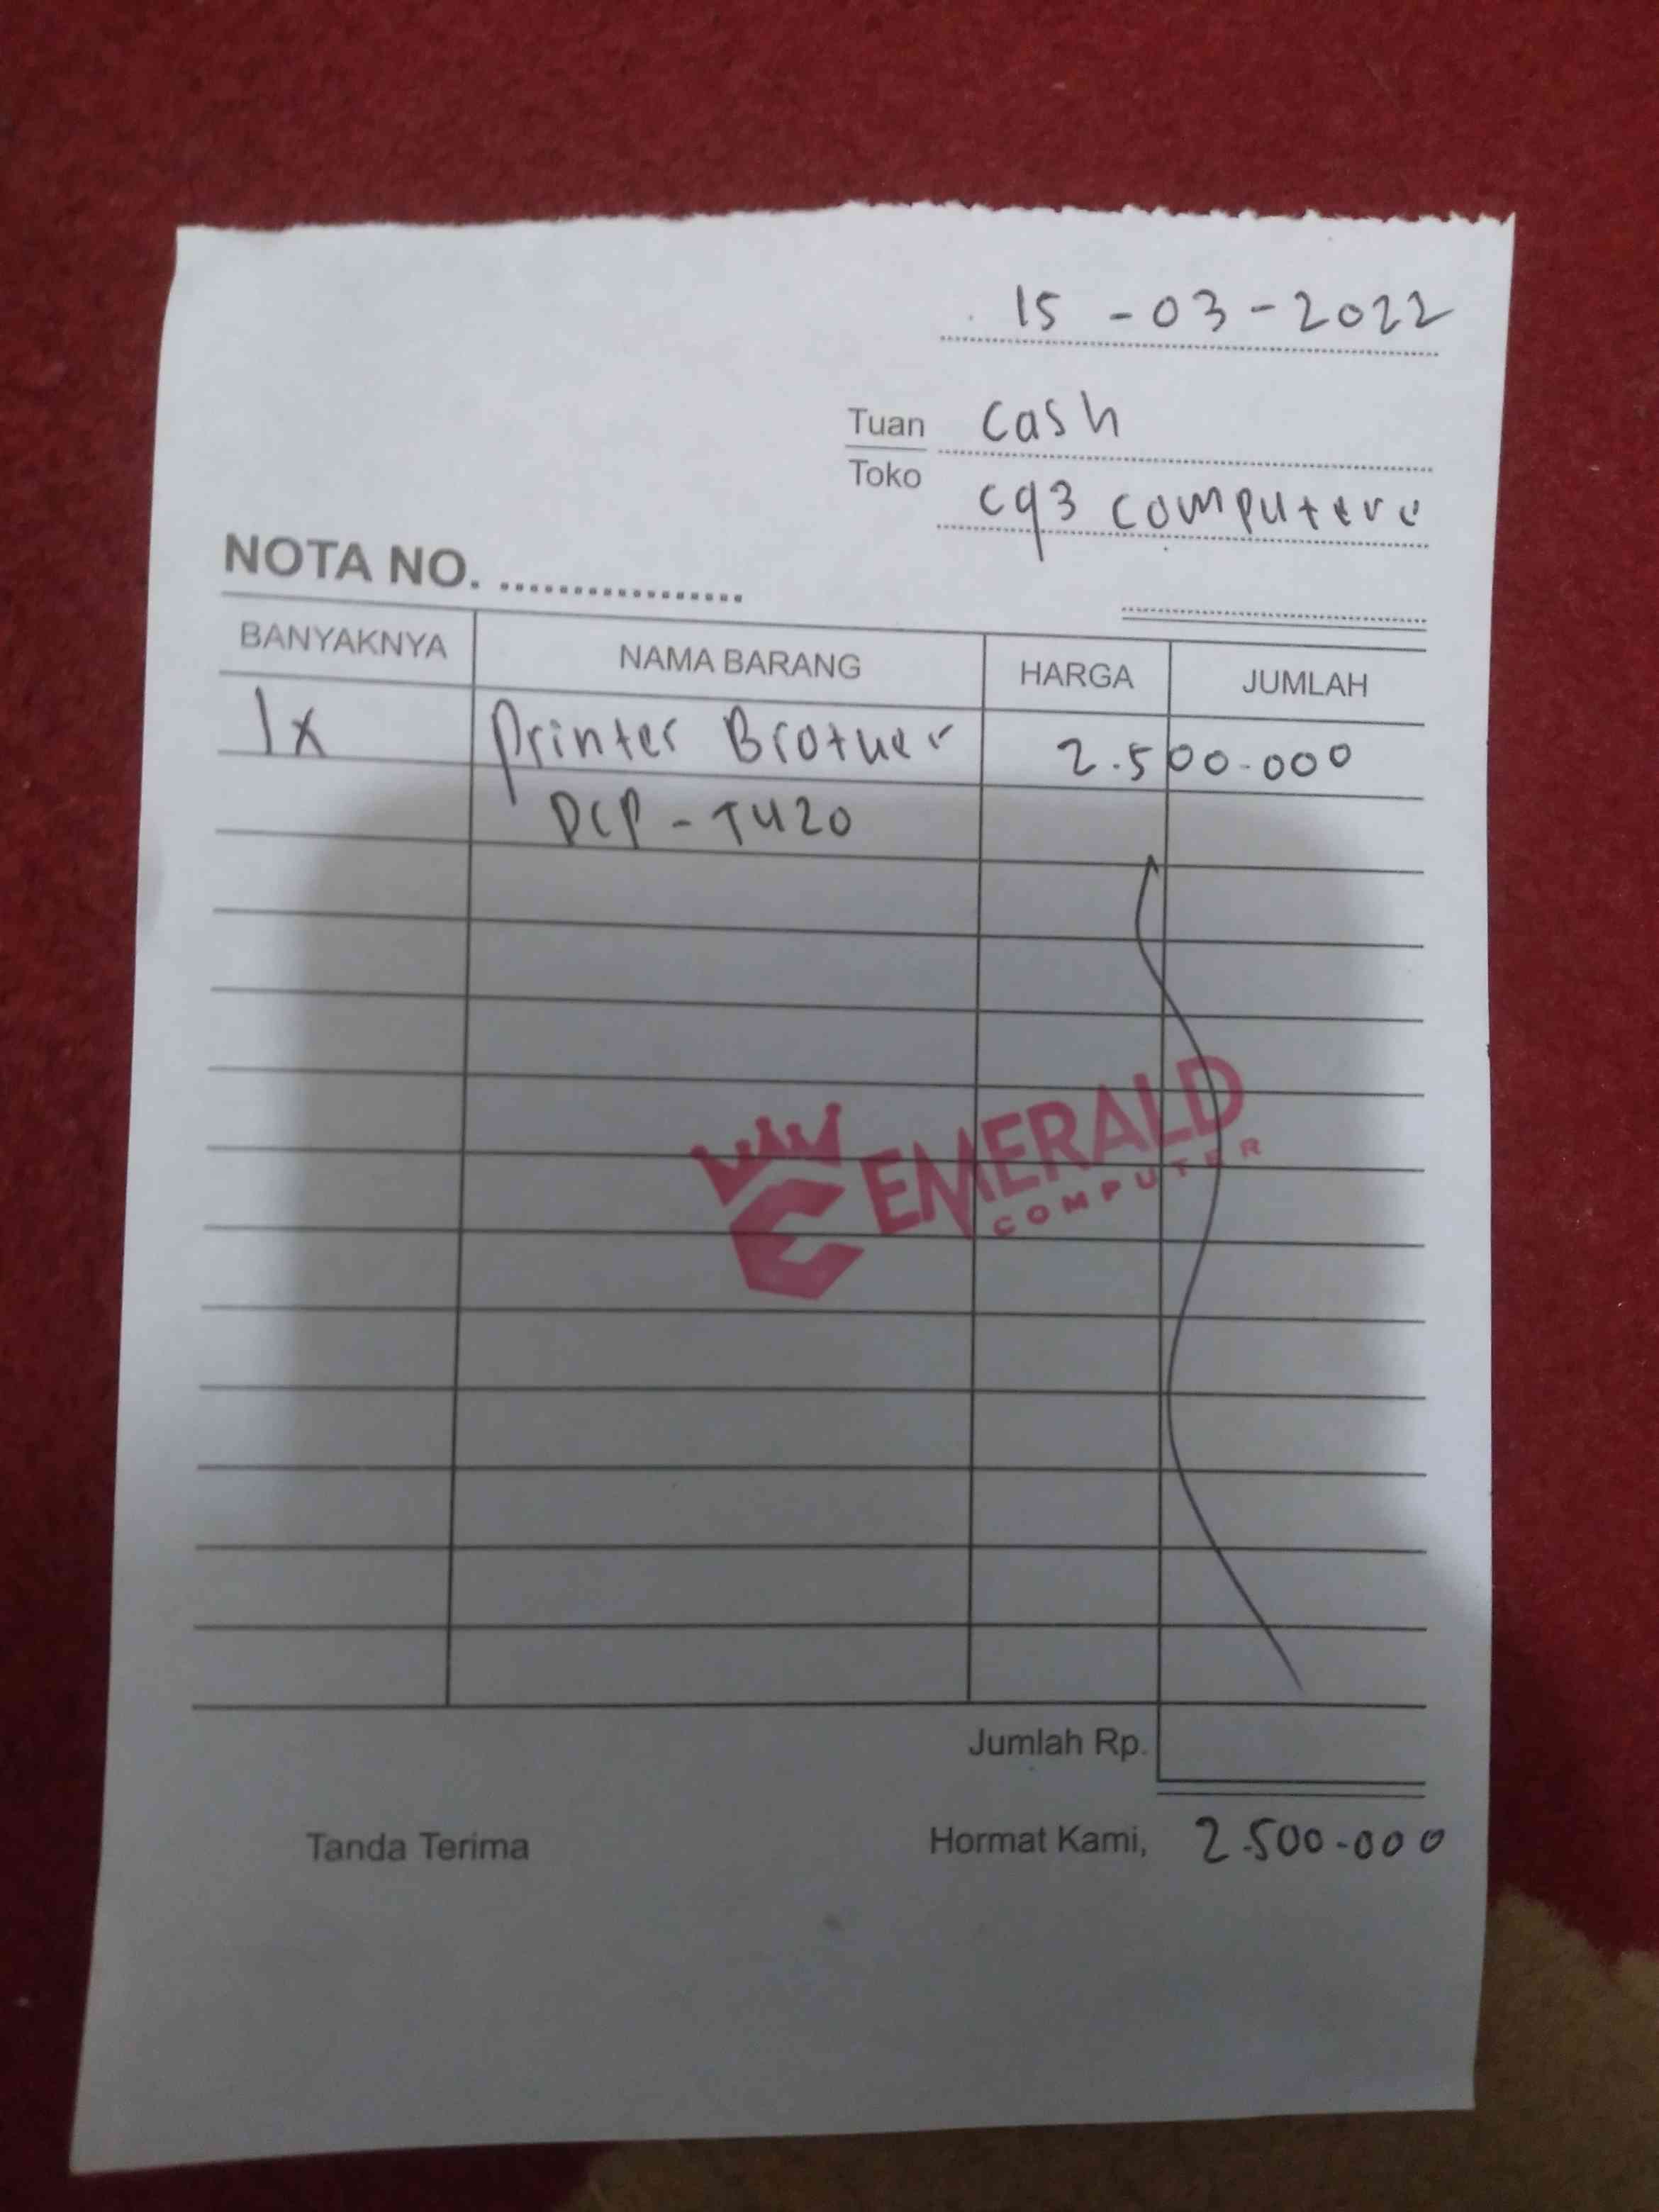 15 - 03 - 2022
Tuan cash
Toko
cq3 computere
NOTA NO. .................
BANYAKNYA NAMA BARANG HARGA JUMLAH
1x Printer Brother 2.500.000
DCP - T420
EMERALD
COMPUTER
Jumlah Rp.
Tanda Terima Hormat Kami, 2.500.000